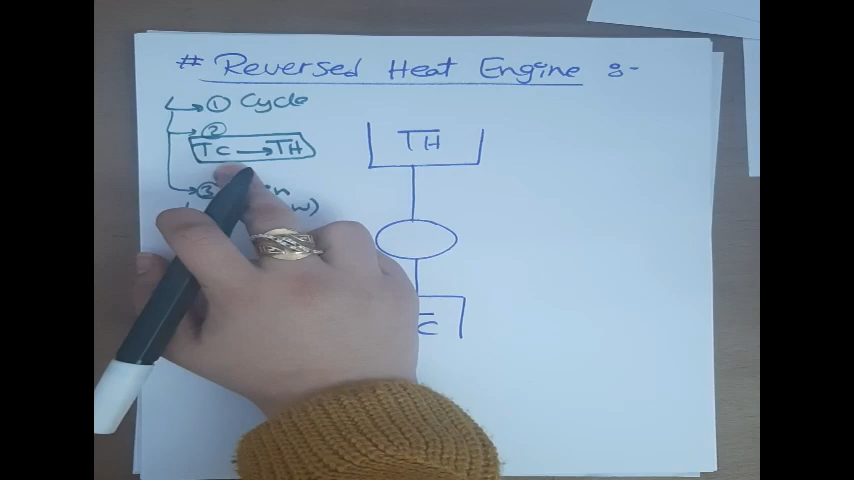 # Reversed Heat Engine :-
① Cycle
②
TC → TH
TH
③
w)
C